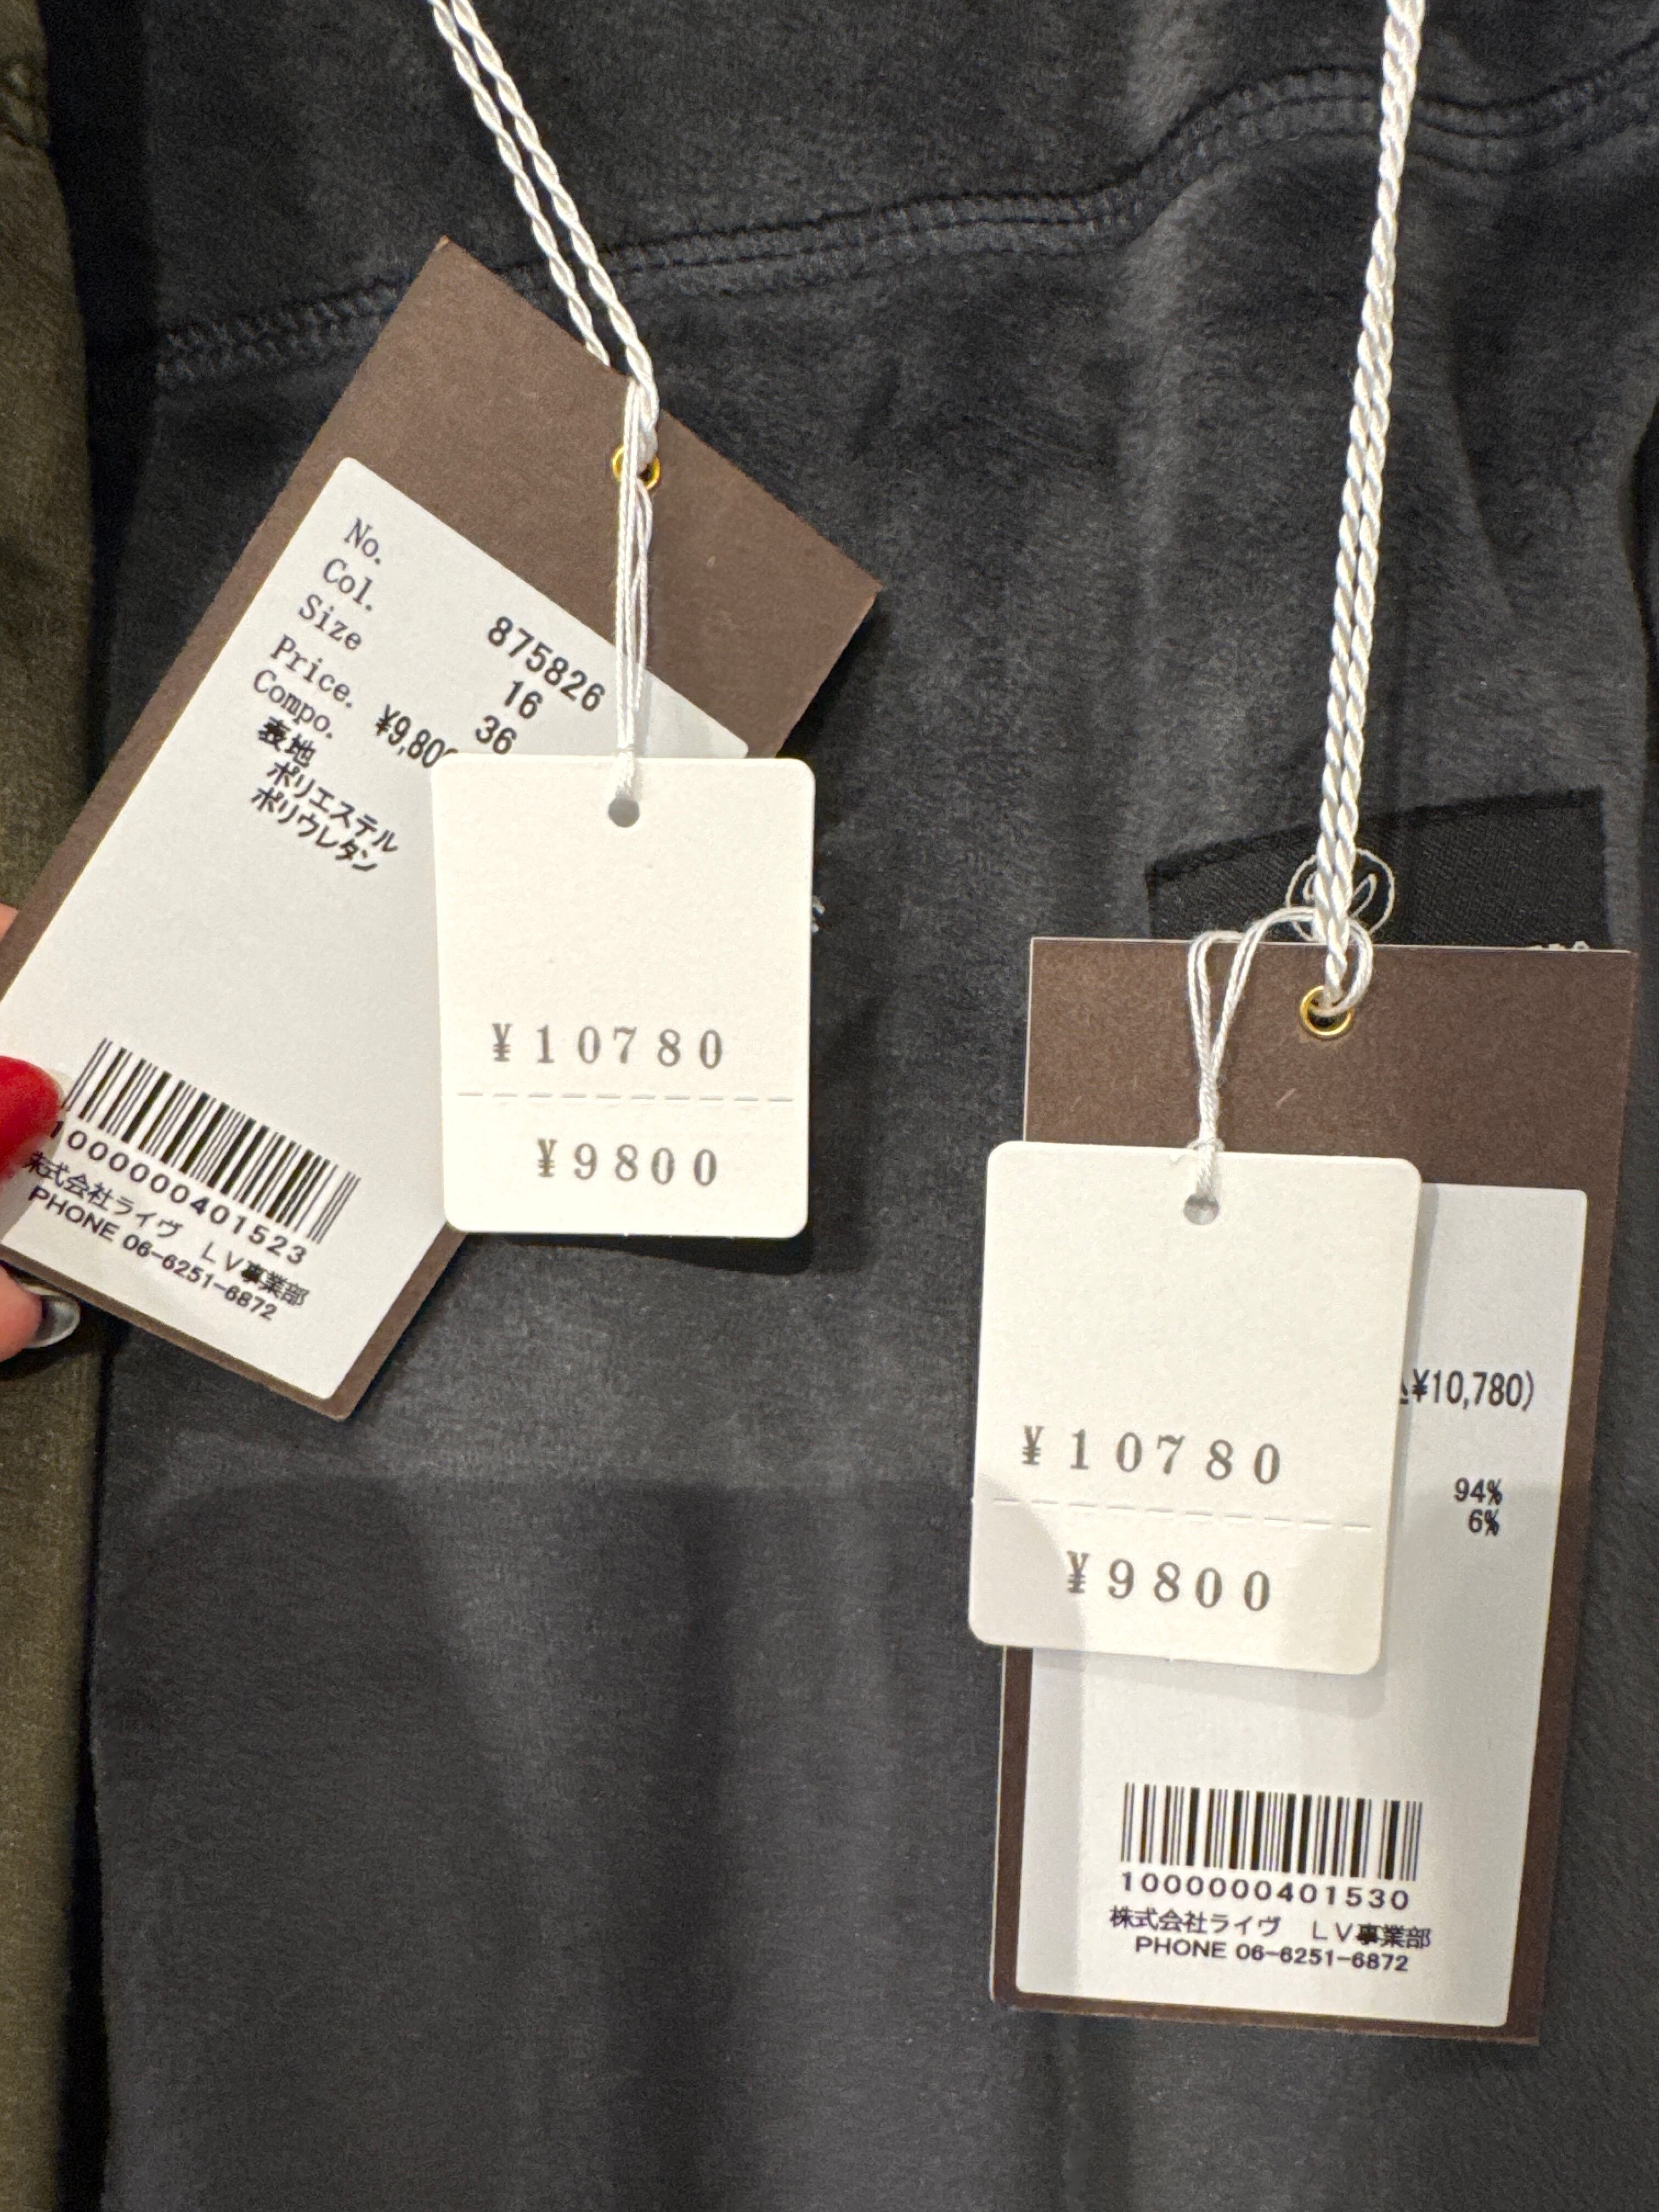 No. 875826
Col. 16
Size 36
Price. ¥9,800
Compo.
表地
ポリエステル
ポリウレタン
1000000401523
株式会社ライヴ LV事業部
PHONE 06-6251-6872
¥10780
¥9800
¥10,780)
94%
6%
¥10780
¥9800
1000000401530
株式会社ライヴ LV事業部
PHONE 06-6251-6872